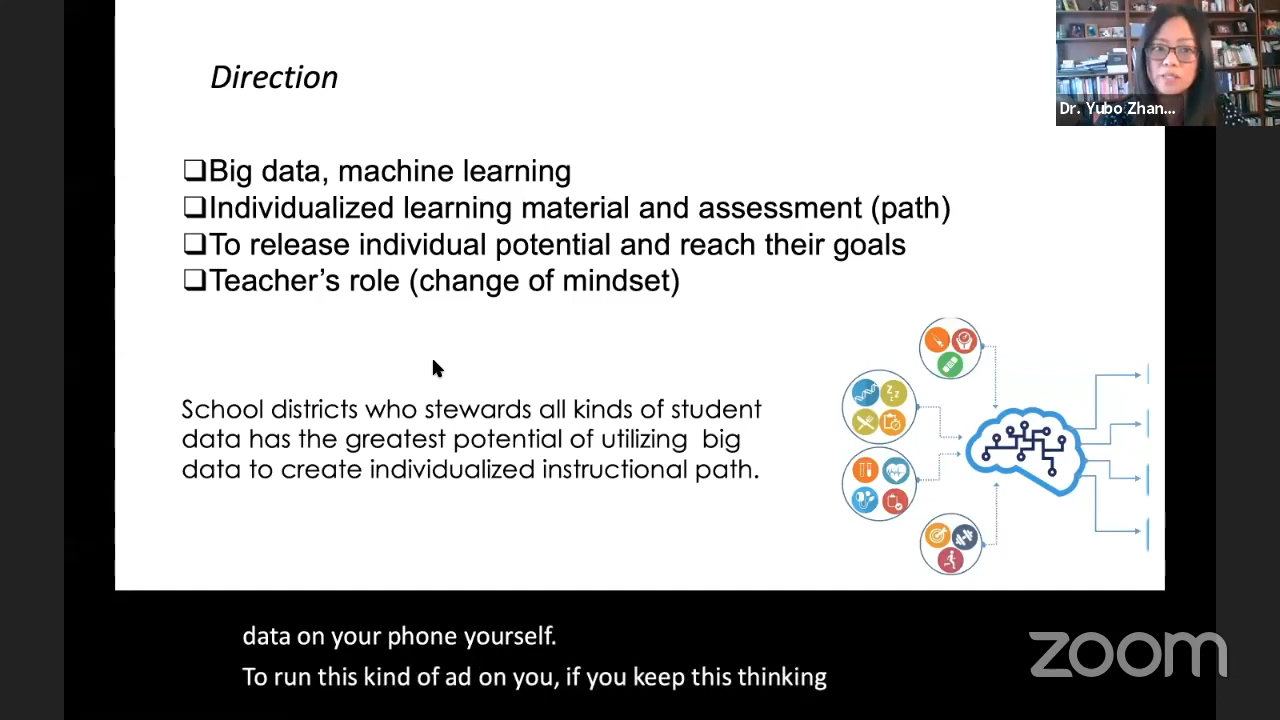 Direction
❑Big data, machine learning
❑Individualized learning material and assessment (path)
❑To release individual potential and reach their goals
❑Teacher’s role (change of mindset)
School districts who stewards all kinds of student
data has the greatest potential of utilizing big
data to create individualized instructional path.
Dr. Yubo Zhan...
data on your phone yourself.
To run this kind of ad on you, if you keep this thinking
zoom